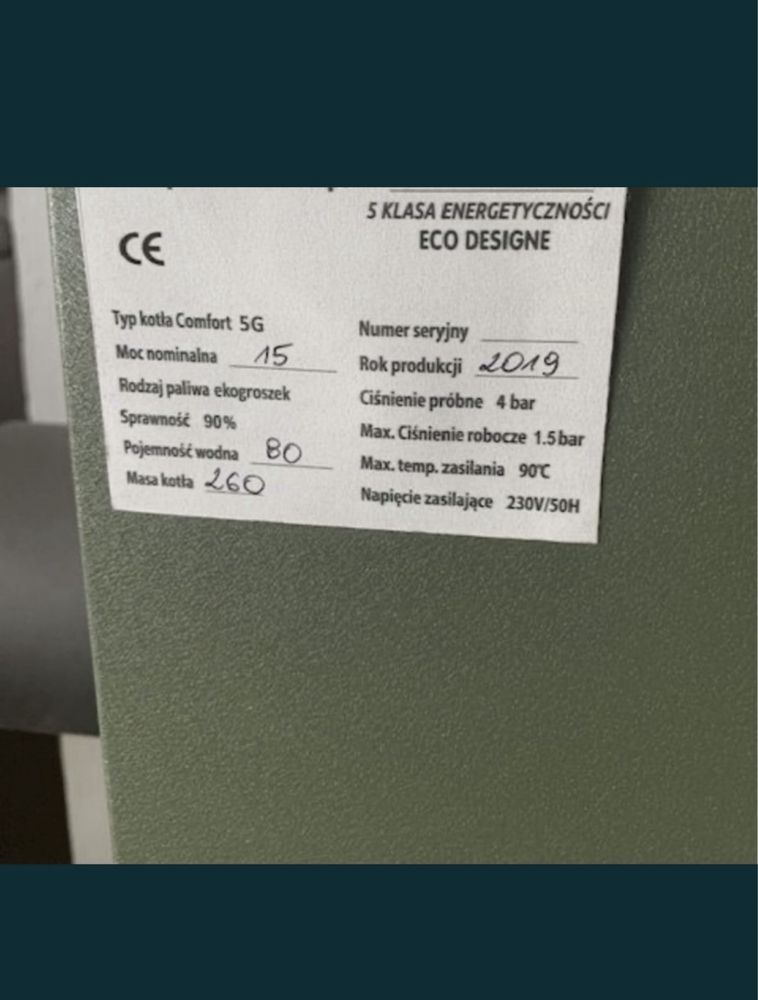 5 KLASA ENERGETYCZNOŚCI
ECO DESIGNE
CE
Typ kotła Comfort 5G
Moc nominalna 15
Rodzaj paliwa ekogroszek
Sprawność 90%
Pojemność wodna 80
Masa kotła 260
Numer seryjny
Rok produkcji 2019
Ciśnienie próbne 4 bar
Max. Ciśnienie robocze 1.5 bar
Max. temp. zasilania 90°C
Napięcie zasilające 230V/50H